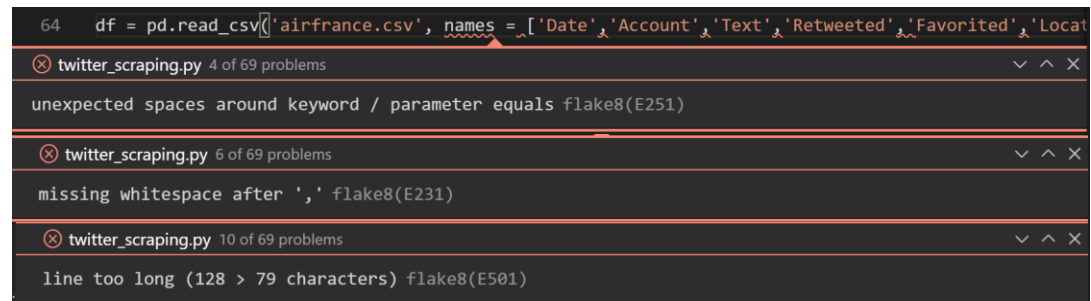 64 df = pd.read_csv('airfrance.csv', names = ['Date','Account','Text','Retweeted','Favorited','Locat
twitter_scraping.py 4 of 69 problems
unexpected spaces around keyword / parameter equals flake8(E251)
twitter_scraping.py 6 of 69 problems
missing whitespace after ',' flake8(E231)
twitter_scraping.py 10 of 69 problems
line too long (128 > 79 characters) flake8(E501)